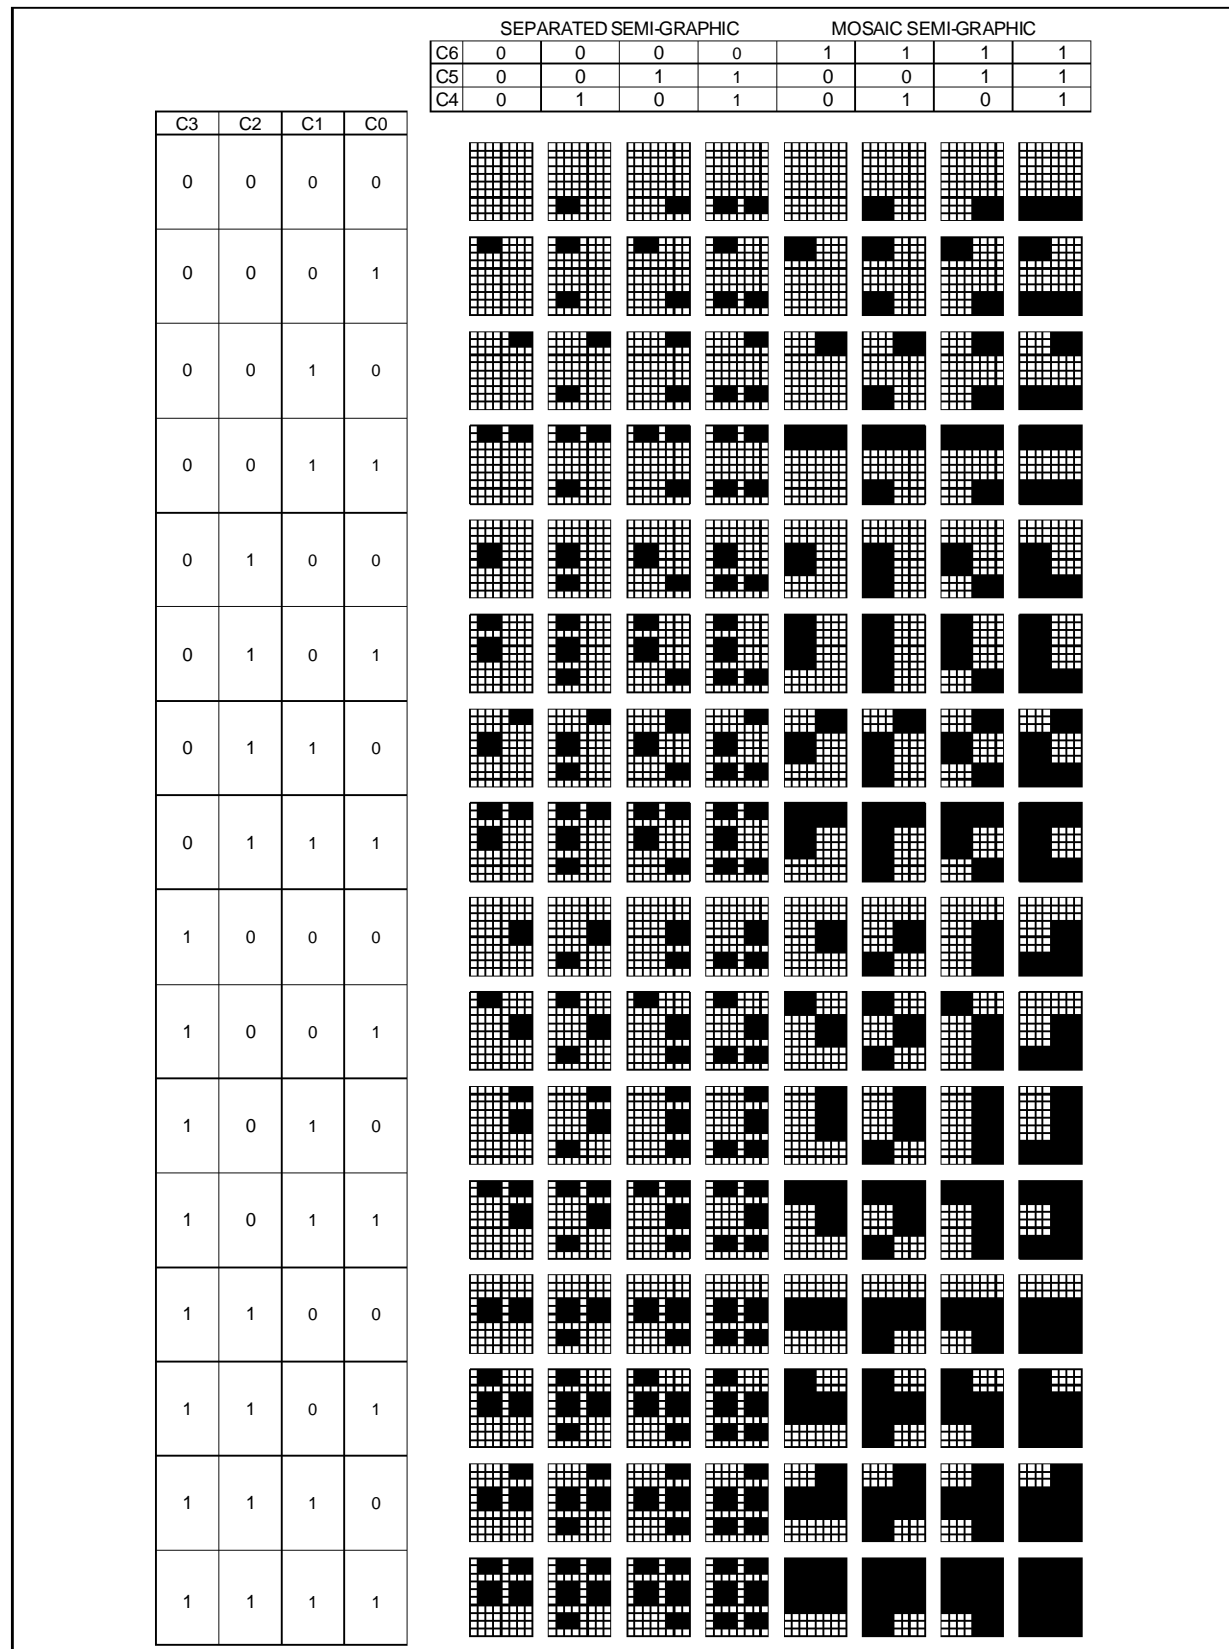 SEPARATED SEMI-GRAPHIC MOSAIC SEMI-GRAPHIC
C6 0 0 0 0 1 1 1 1
C5 0 0 1 1 0 0 1 1
C4 0 1 0 1 0 1 0 1
C3 C2 C1 C0
0 0 0 0
0 0 0 1
0 0 1 0
0 0 1 1
0 1 0 0
0 1 0 1
0 1 1 0
0 1 1 1
1 0 0 0
1 0 0 1
1 0 1 0
1 0 1 1
1 1 0 0
1 1 0 1
1 1 1 0
1 1 1 1